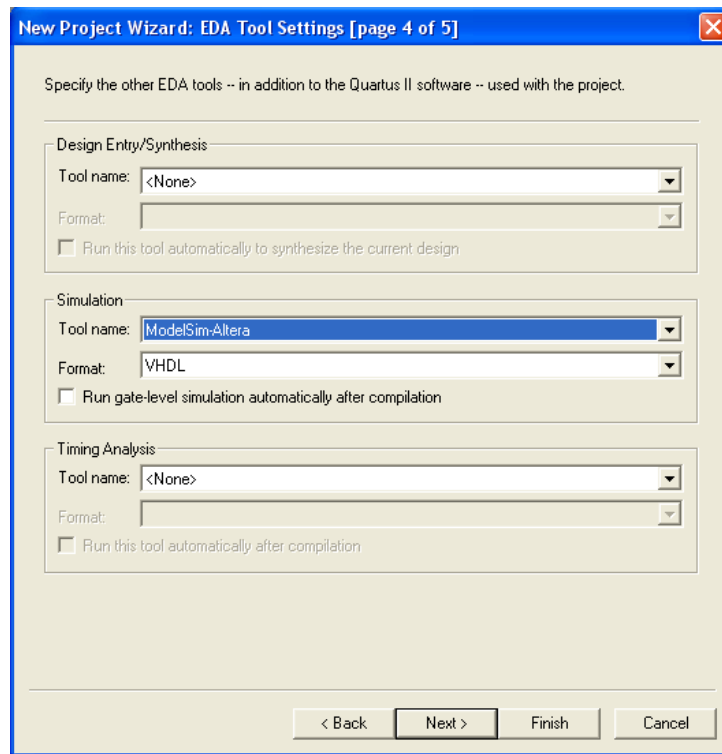 New Project Wizard: EDA Tool Settings [page 4 of 5]
Specify the other EDA tools -- in addition to the Quartus II software -- used with the project.
Design Entry/Synthesis
Tool name: <None>
Format:
Run this tool automatically to synthesize the current design
Simulation
Tool name: ModelSim-Altera
Format: VHDL
Run gate-level simulation automatically after compilation
Timing Analysis
Tool name: <None>
Format:
Run this tool automatically after compilation
< Back Next > Finish Cancel